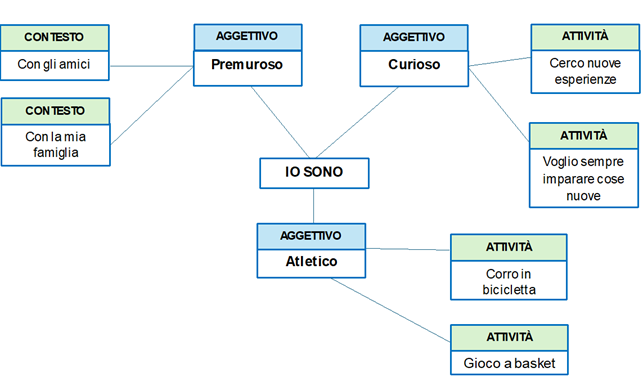 CONTESTO
Con gli amici
AGGETTIVO
Premuroso
AGGETTIVO
Curioso
ATTIVITÀ
Cerco nuove
esperienze
CONTESTO
Con la mia
famiglia
ATTIVITÀ
Voglio sempre
imparare cose
nuove
IO SONO
AGGETTIVO
Atletico
ATTIVITÀ
Corro in
bicicletta
ATTIVITÀ
Gioco a basket